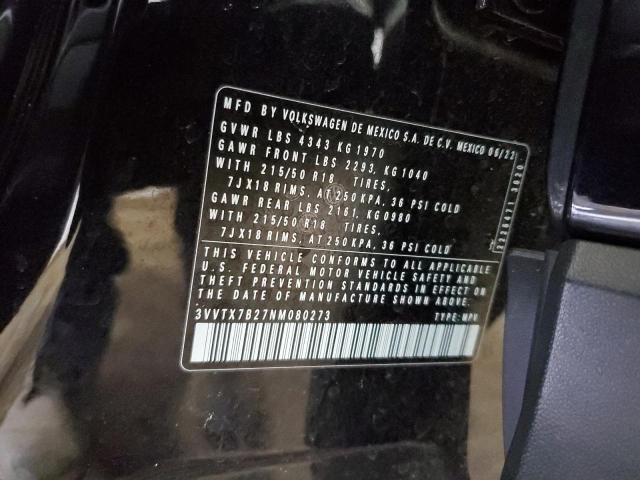 MFD BY VOLKSWAGEN DE MEXICO S.A. DE C.V. MEXICO 06/22
GVWR LBS 4343 KG 1970
GAWR FRONT LBS 2293, KG 1040
WITH 215/50 R18 TIRES,
7JX18 RIMS, AT 250 KPA, 36 PSI COLD
GAWR REAR LBS 2161, KG 0980
WITH 215/50 R18 TIRES,
7JX18 RIMS, AT 250 KPA, 36 PSI COLD
THIS VEHICLE CONFORMS TO ALL APPLICABLE
U.S. FEDERAL MOTOR VEHICLE SAFETY AND
THEFT PREVENTION STANDARDS IN EFFECT ON
THE DATE OF MANUFACTURE SHOWN ABOVE.
3VVTX7B27NM080273 TYPE: MPV